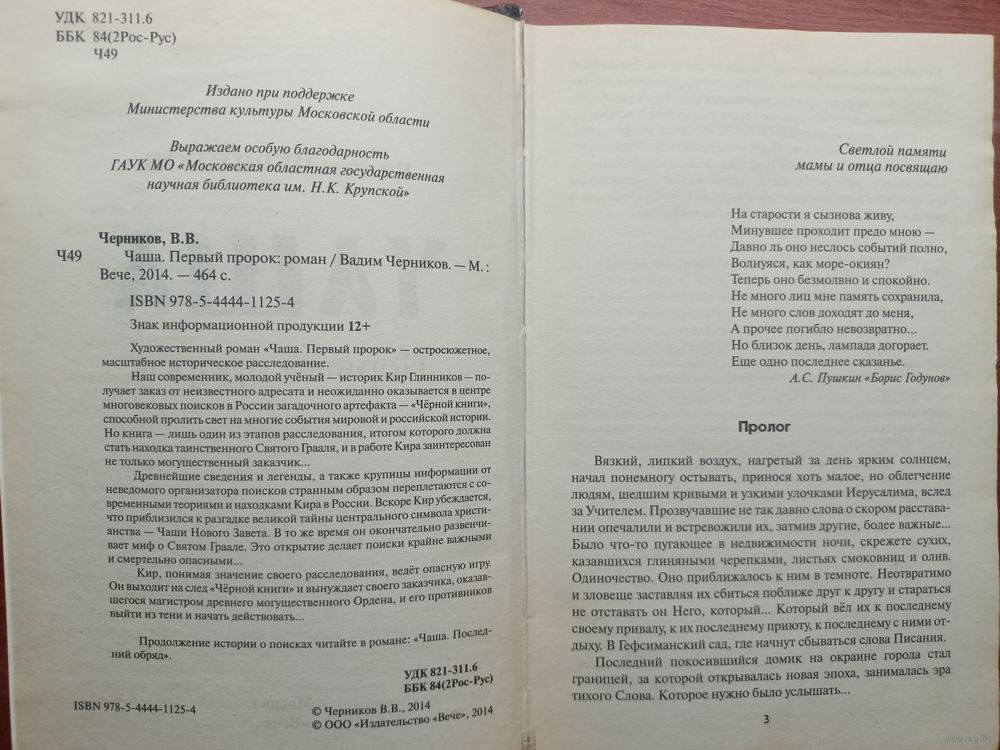 УДК 821-311.6
ББК 84(2Рос-Рус)
Ч49
Издано при поддержке
Министерства культуры Московской области
Выражаем особую благодарность
ГАУК МО «Московская областная государственная
научная библиотека им. Н.К. Крупской»
Черников, В.В.
Ч49 Чаша. Первый пророк: роман / Вадим Черников. — М. :
Вече, 2014. — 464 с.
ISBN 978-5-4444-1125-4
Знак информационной продукции 12+
Художественный роман «Чаша. Первый пророк» — остросюжетное,
масштабное историческое расследование.
Наш современник, молодой учёный — историк Кир Глинников — по-
лучает заказ от неизвестного адресата и неожиданно оказывается в центре
многовековых поисков в России загадочного артефакта — «Чёрной книги»,
способной пролить свет на многие события мировой и российской истории.
Но книга — лишь один из этапов расследования, итогом которого должна
стать находка таинственного Святого Грааля, и в работе Кира заинтересован
не только могущественный заказчик...
Древнейшие сведения и легенды, а также крупицы информации от
неведомого организатора поисков странным образом переплетаются с со-
временными теориями и находками Кира в России. Вскоре Кир убеждается,
что приблизился к разгадке великой тайны центрального символа христи-
анства — Чаши Нового Завета. В то же время он окончательно развенчи-
вает миф о Святом Граале. Это открытие делает поиски крайне важными
и смертельно опасными...
Кир, понимая значение своего расследования, ведёт опасную игру.
Он выходит на след «Чёрной книги» и вынуждает своего заказчика, оказав-
шегося магистром древнего могущественного Ордена, и его противников
выйти из тени и начать действовать...
Продолжение истории о поисках читайте в романе: «Чаша. Послед-
ний обряд».
УДК 821-311.6
ББК 84(2Рос-Рус)
ISBN 978-5-4444-1125-4
© Черников В.В., 2014
© ООО «Издательство «Вече», 2014
Светлой памяти
мамы и отца посвящаю
На старости я сызнова живу,
Минувшее проходит предо мною —
Давно ль оно неслось событий полно,
Волнуяся, как море-окиян?
Теперь оно безмолвно и спокойно.
Не много лиц мне память сохранила,
Не много слов доходят до меня,
А прочее погибло невозвратно...
Но близок день, лампада догорает.
Еще одно последнее сказанье.
А.С. Пушкин «Борис Годунов»
Пролог
Вязкий, липкий воздух, нагретый за день ярким солнцем,
начал понемногу остывать, принося хоть малое, но облегчение
людям, шедшим кривыми и узкими улочками Иерусалима, вслед
за Учителем. Прозвучавшие не так давно слова о скором расстава-
нии опечалили и встревожили их, затмив другие, более важные...
Было что-то пугающее в недвижимости ночи, скрежете сухих,
казавшихся глиняными черепками, листьях смоковниц и олив.
Одиночество. Оно приближалось к ним в темноте. Неотвратимо
и зловеще заставляя их сбиться поближе друг к другу и стараться
не отставать он Него, который... Который вёл их к последнему
своему привалу, к их последнему приюту, к последнему с ними от-
дыху. В Гефсиманский сад, где начнут сбываться слова Писания.
Последний покосившийся домик на окраине города стал
границей, за которой открывалась новая эпоха, занималась эра
тихого Слова. Которое нужно было услышать...
3
www.ay.by